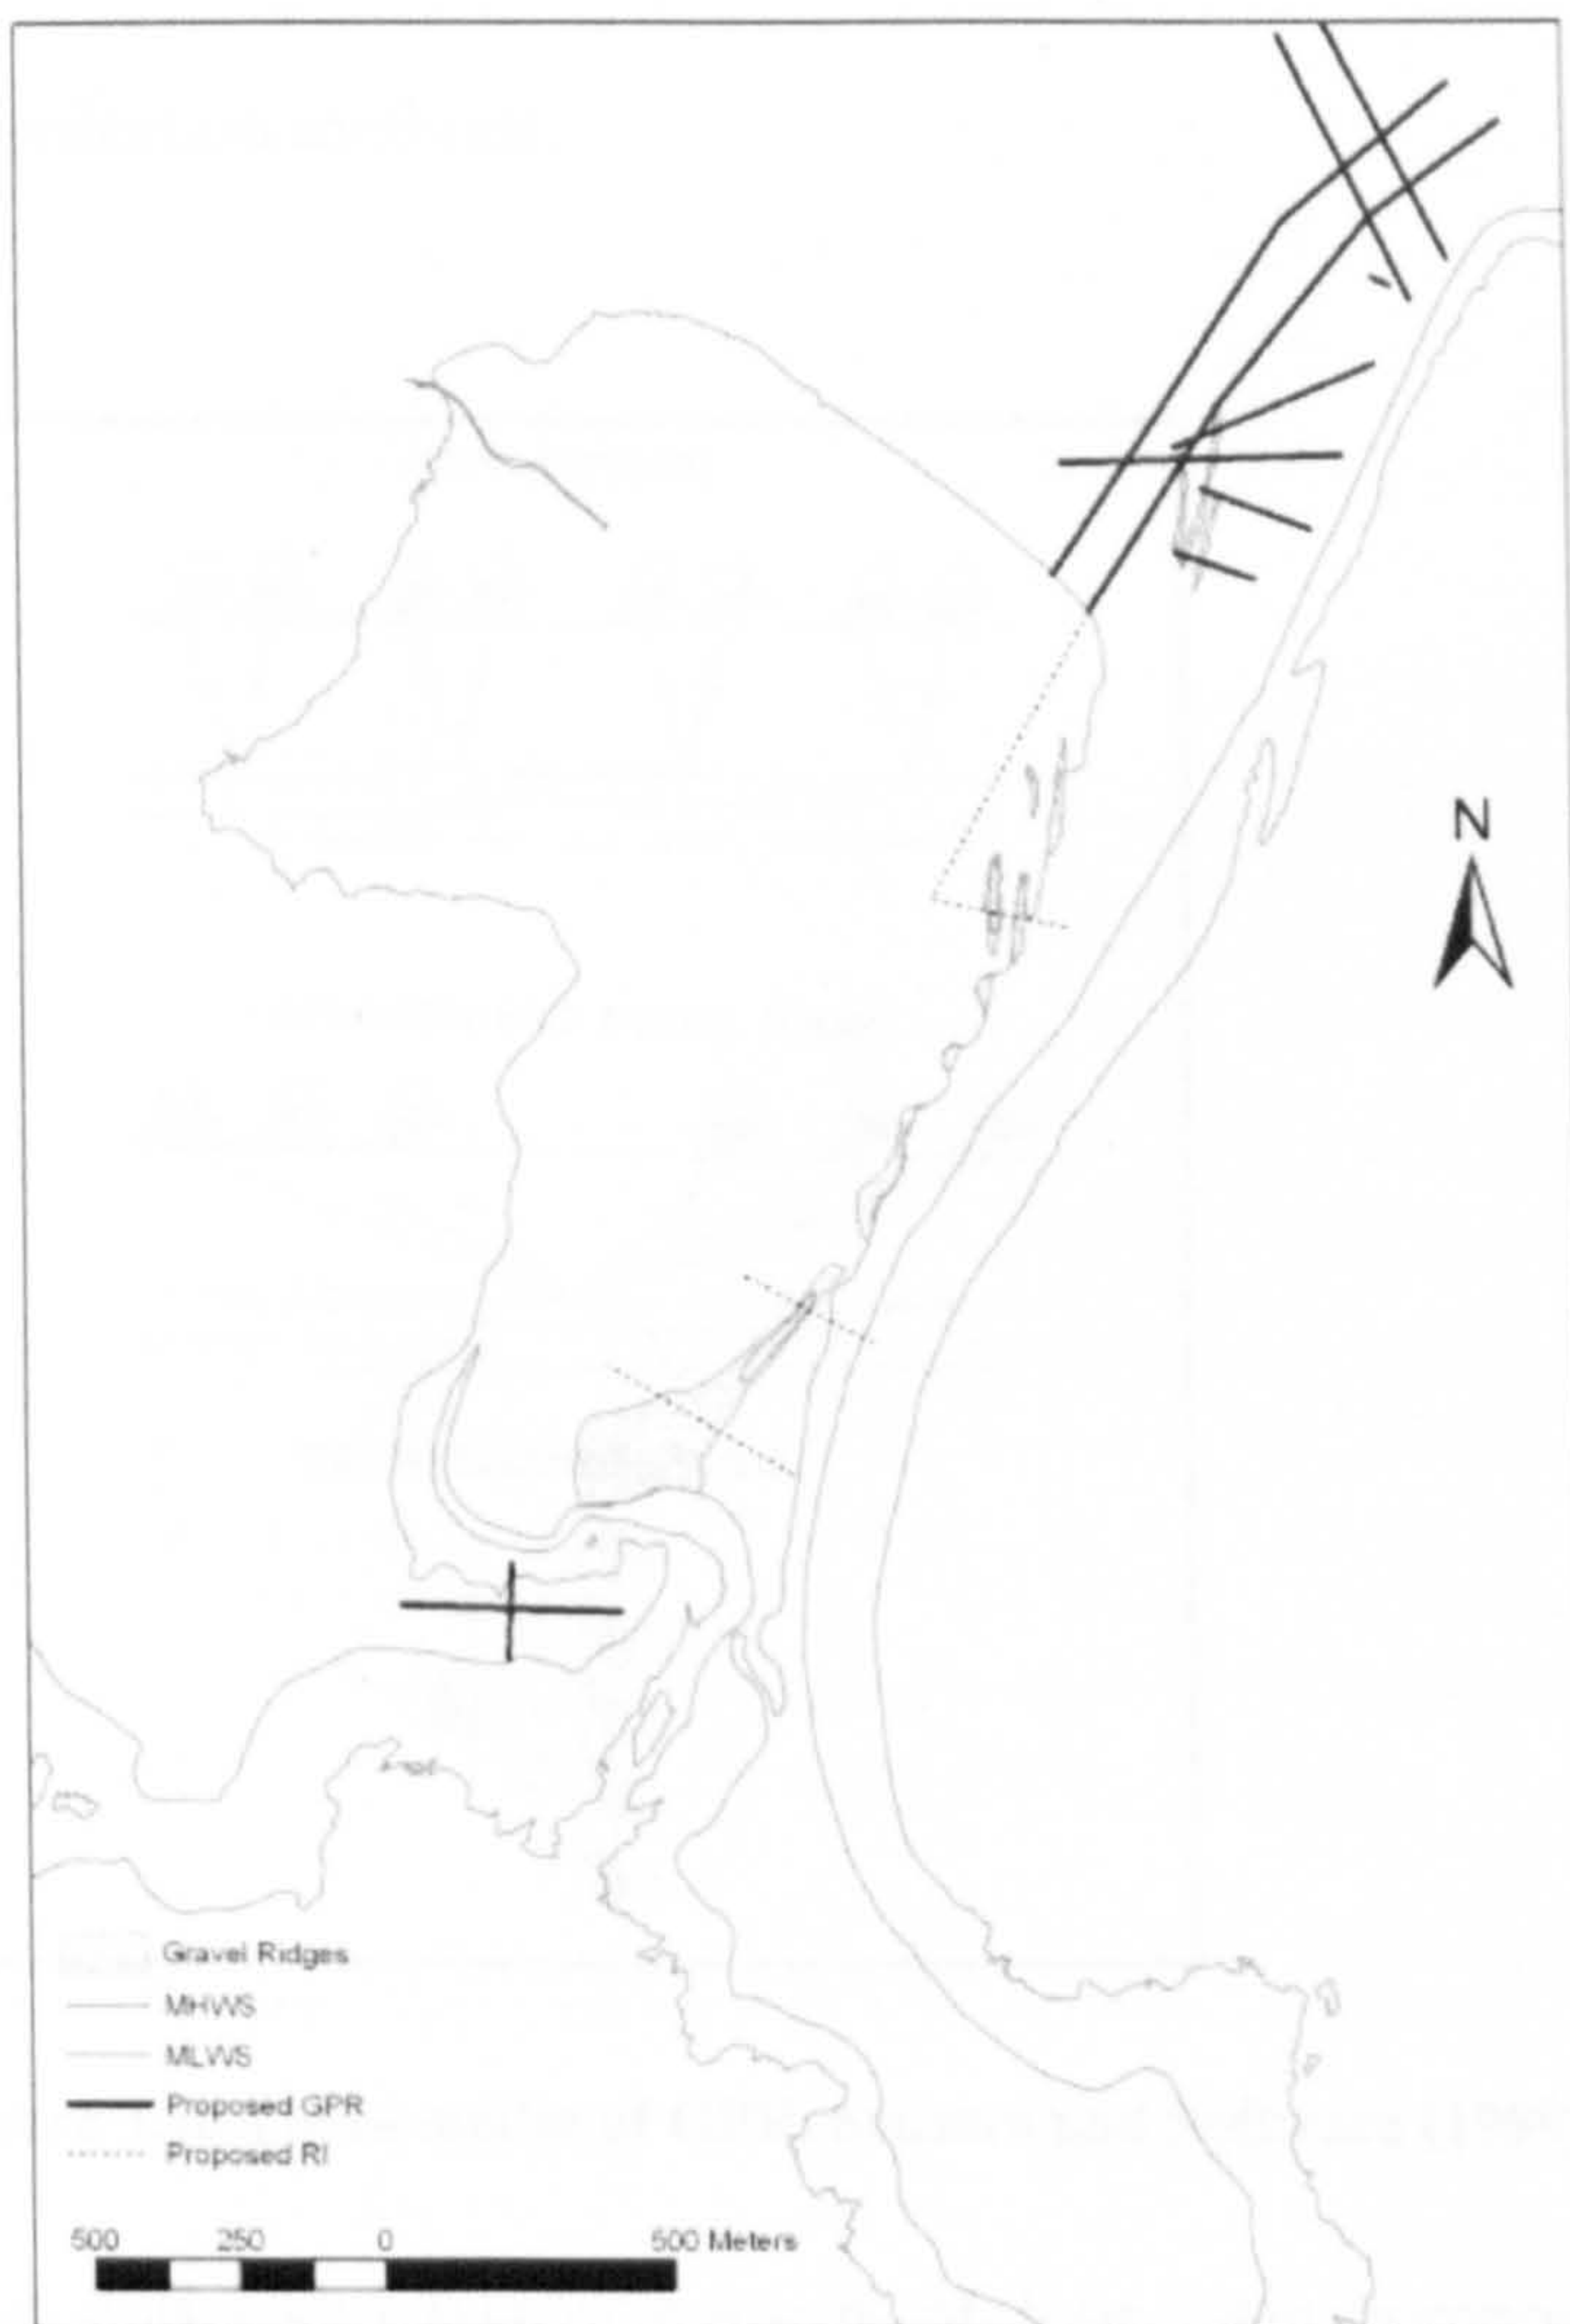 N
Gravel Ridges
MHWS
MLWS
Proposed GPR
Proposed RI
500 250 0 500 Meters